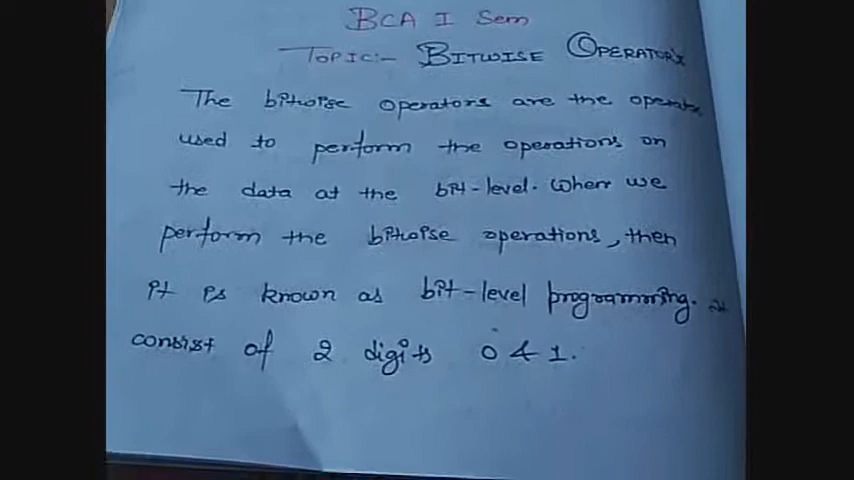 BCA I Sem
TOPIC:- BITWISE OPERATOR'S
The bitwise operators are the operators
used to perform the operations on
the data at the bit-level. When we
perform the bitwise operations, then
it is known as bit-level programming. It
consist of 2 digits 0 & 1.